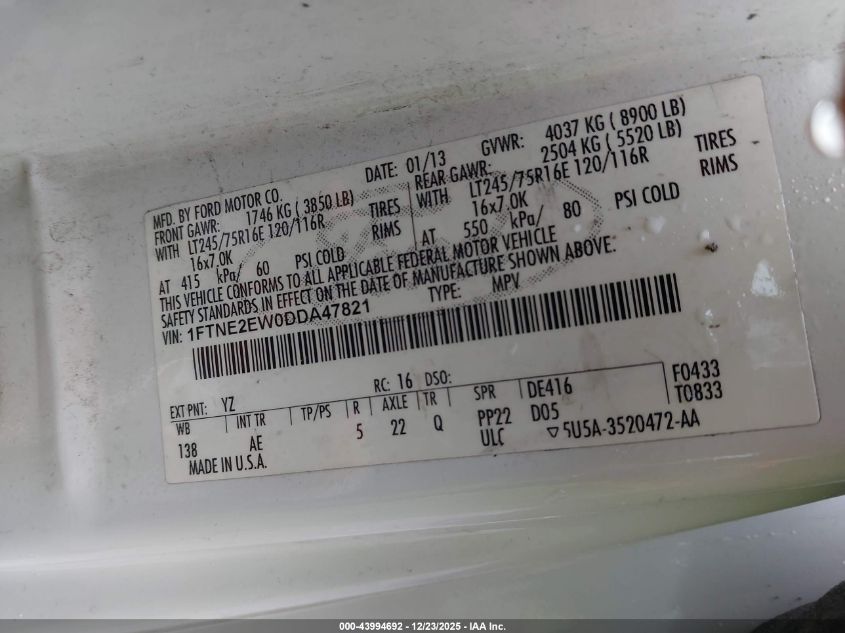 MFD. BY FORD MOTOR CO.
DATE: 01/13 GVWR: 4037 KG ( 8900 LB)
FRONT GAWR: 1746 KG ( 3850 LB)
WITH LT245/75R16E 120/116R TIRES
16x7.0K RIMS
AT 415 kPa/ 60 PSI COLD
REAR GAWR: 2504 KG ( 5520 LB)
WITH LT245/75R16E 120/116R TIRES
16x7.0K RIMS
AT 550 kPa/ 80 PSI COLD
THIS VEHICLE CONFORMS TO ALL APPLICABLE FEDERAL MOTOR VEHICLE
SAFETY STANDARDS IN EFFECT ON THE DATE OF MANUFACTURE SHOWN ABOVE.
VIN: 1FTNE2EW0DDA47821 TYPE: MPV
EXT PNT: YZ RC: 16 DSO: F0433
WB INT TR TP/PS R AXLE TR SPR DE416 T0833
138 AE 5 22 Q PP22 D05
ULC ▽5U5A-3520472-AA
MADE IN U.S.A.
000-43994692 - 12/23/2025 - IAA Inc.